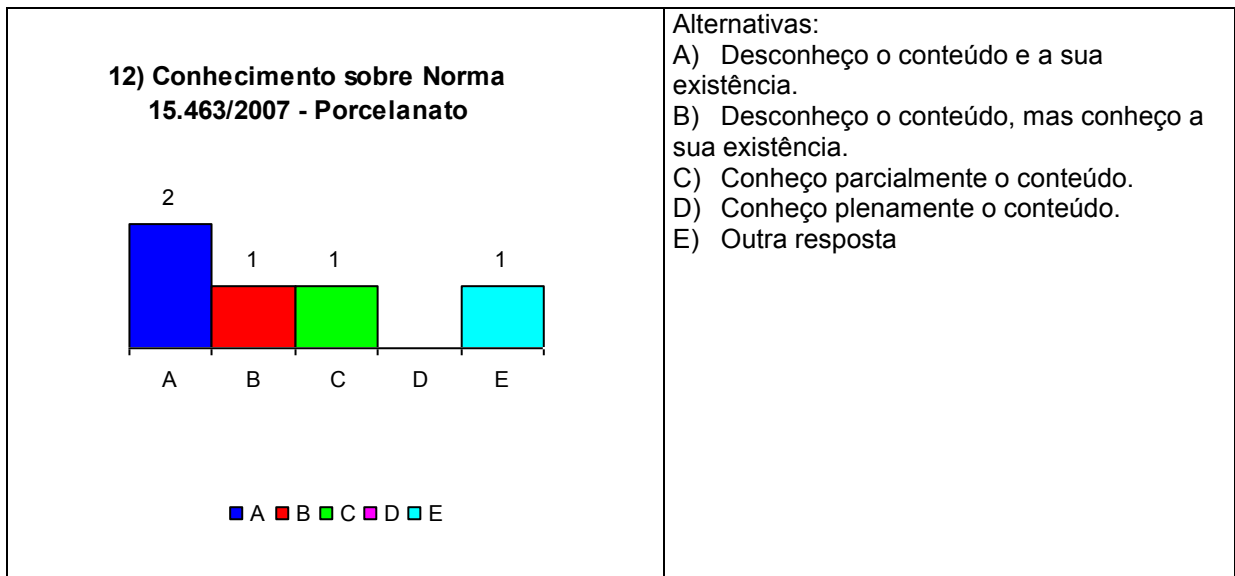 12) Conhecimento sobre Norma
15.463/2007 - Porcelanato
2
1
1
1
A
B
C
D
E
A B C D E
Alternativas:
A) Desconheço o conteúdo e a sua
existência.
B) Desconheço o conteúdo, mas conheço a
sua existência.
C) Conheço parcialmente o conteúdo.
D) Conheço plenamente o conteúdo.
E) Outra resposta